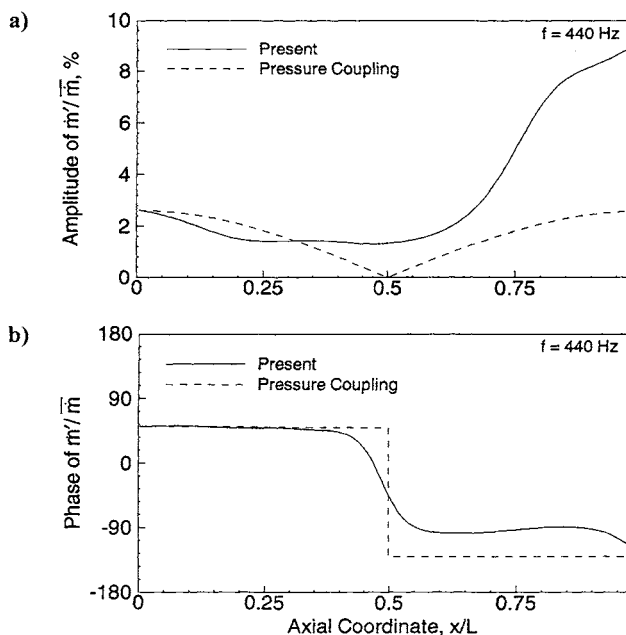 a)
10
8
6
4
2
0
Amplitude of ṁ′/m̅̇, %
f = 440 Hz
Present
Pressure Coupling
0 0.25 0.5 0.75
b)
180
90
0
-90
-180
Phase of ṁ′/m̅̇
f = 440 Hz
Present
Pressure Coupling
0 0.25 0.5 0.75
Axial Coordinate, x/L